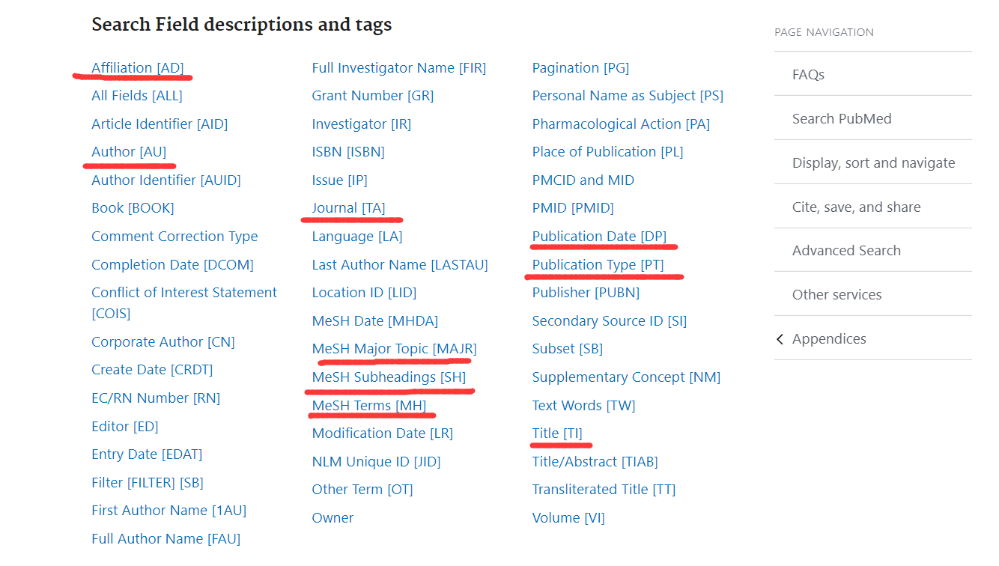 Search Field descriptions and tags
Affiliation [AD]
All Fields [ALL]
Article Identifier [AID]
Author [AU]
Author Identifier [AUID]
Book [BOOK]
Comment Correction Type
Completion Date [DCOM]
Conflict of Interest Statement
[COIS]
Corporate Author [CN]
Create Date [CRDT]
EC/RN Number [RN]
Editor [ED]
Entry Date [EDAT]
Filter [FILTER] [SB]
First Author Name [1AU]
Full Author Name [FAU]
Full Investigator Name [FIR]
Grant Number [GR]
Investigator [IR]
ISBN [ISBN]
Issue [IP]
Journal [TA]
Language [LA]
Last Author Name [LASTAU]
Location ID [LID]
MeSH Date [MHDA]
MeSH Major Topic [MAJR]
MeSH Subheadings [SH]
MeSH Terms [MH]
Modification Date [LR]
NLM Unique ID [JID]
Other Term [OT]
Owner
Pagination [PG]
Personal Name as Subject [PS]
Pharmacological Action [PA]
Place of Publication [PL]
PMCID and MID
PMID [PMID]
Publication Date [DP]
Publication Type [PT]
Publisher [PUBN]
Secondary Source ID [SI]
Subset [SB]
Supplementary Concept [NM]
Text Words [TW]
Title [TI]
Title/Abstract [TIAB]
Transliterated Title [TT]
Volume [VI]
PAGE NAVIGATION
FAQs
Search PubMed
Display, sort and navigate
Cite, save, and share
Advanced Search
Other services
Appendices